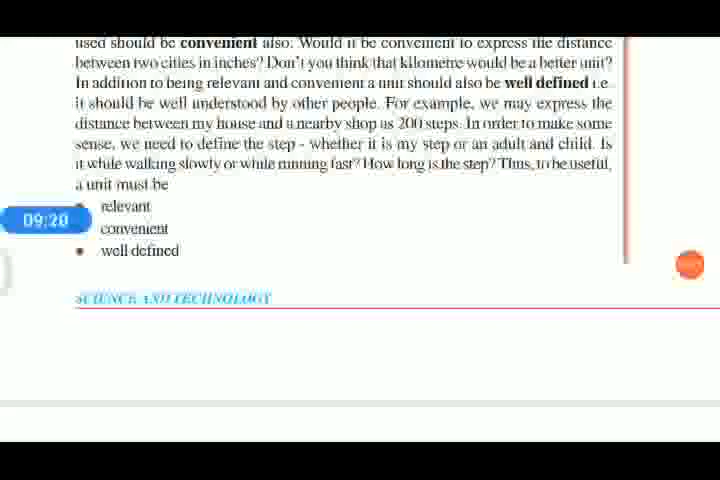 used should be convenient also. Would it be convenient to express the distance
between two cities in inches? Don't you think that kilometre would be a better unit?
In addition to being relevant and convenient a unit should also be well defined i.e.
it should be well understood by other people. For example, we may express the
distance between my house and a nearby shop as 200 steps. In order to make some
sense, we need to define the step - whether it is my step or an adult and child. Is
it while walking slowly or while running fast? How long is the step? Thus, to be useful,
a unit must be
• relevant
09:20
convenient
• well defined
SCIENCE AND TECHNOLOGY